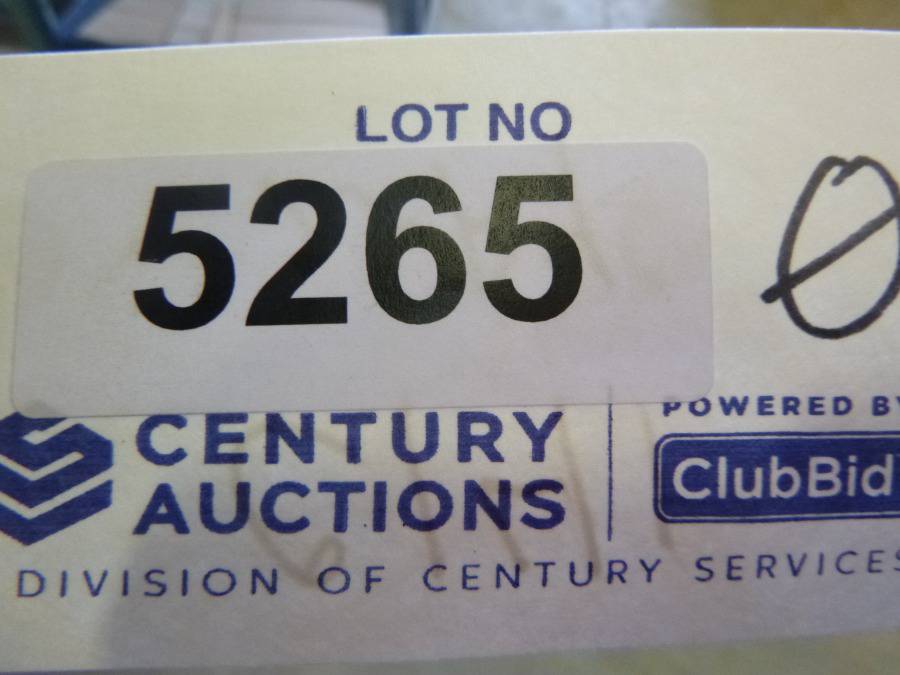 LOT NO
5265
Ø
CENTURY
AUCTIONS
POWERED BY
ClubBid
DIVISION OF CENTURY SERVICES